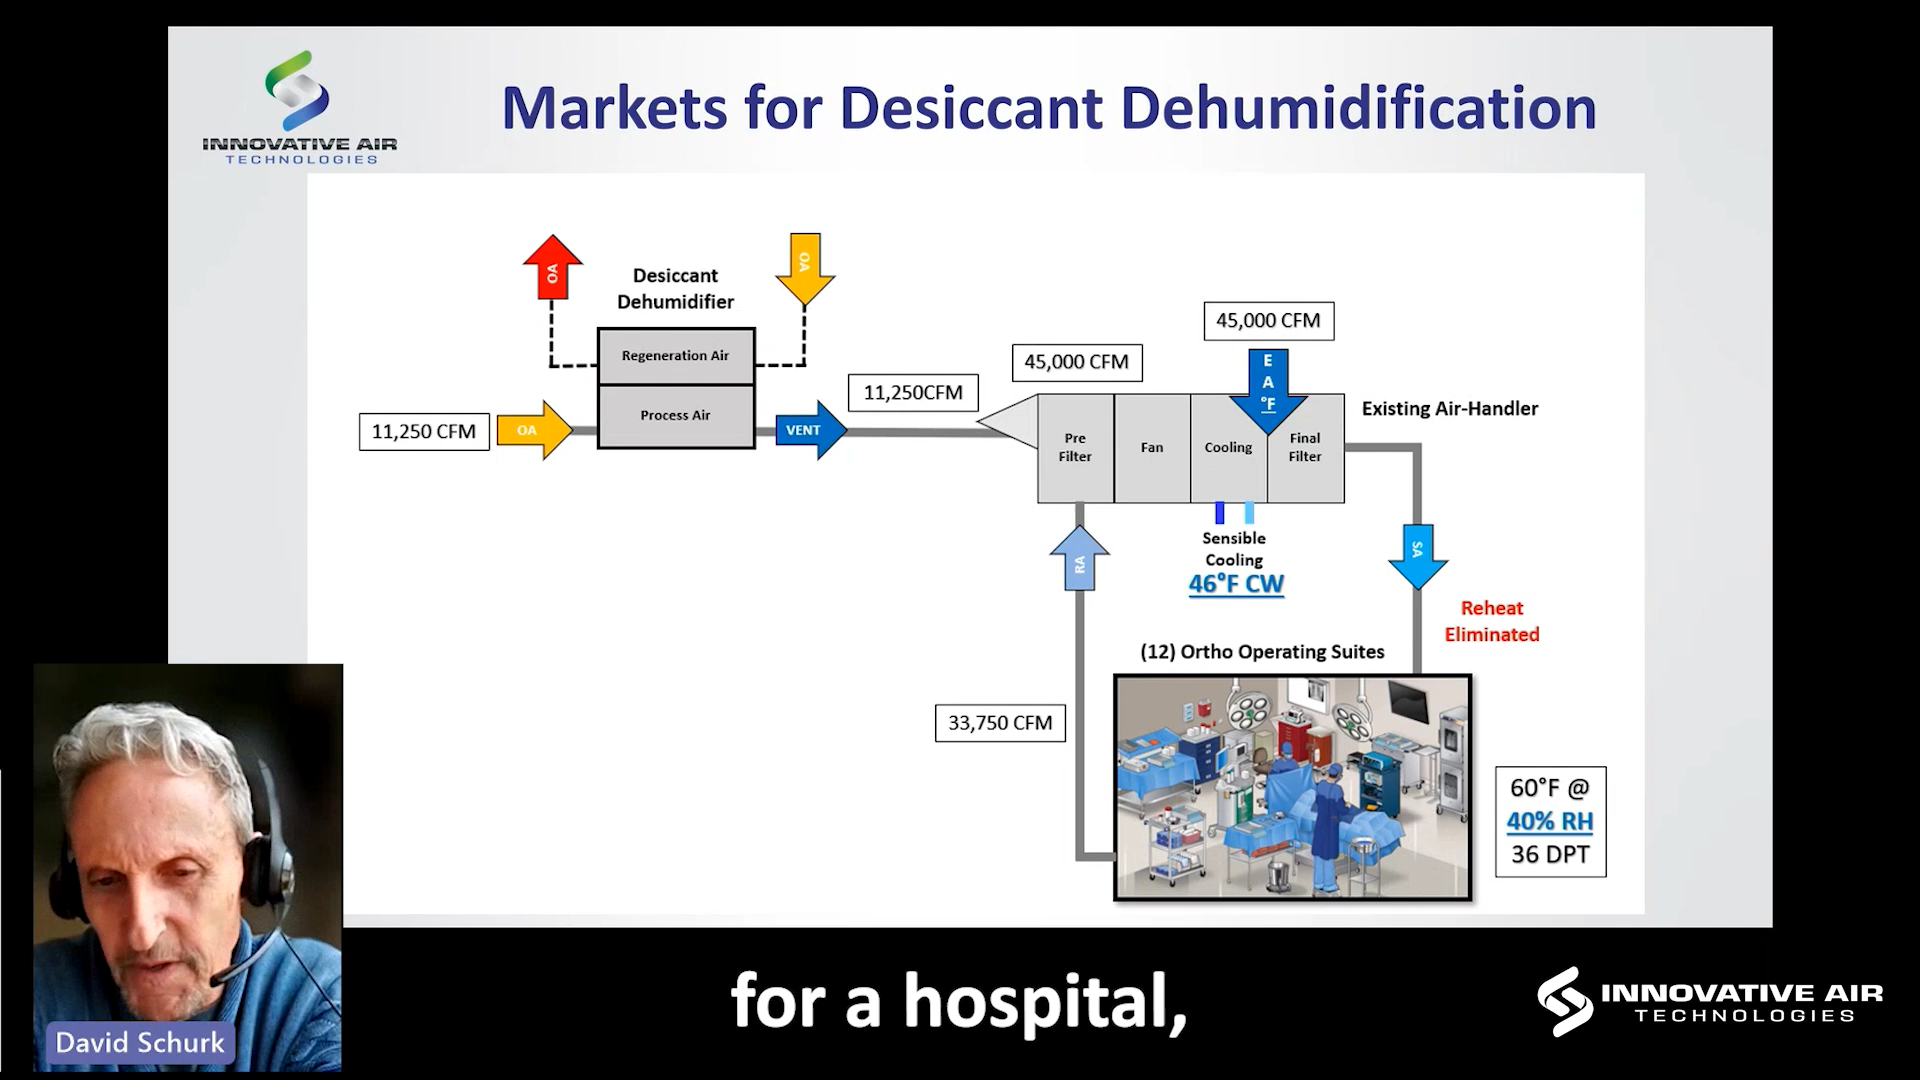 INNOVATIVE AIR
TECHNOLOGIES
Markets for Desiccant Dehumidification
OA
Desiccant
Dehumidifier
OA
Regeneration Air
Process Air
11,250 CFM
OA
VENT
11,250CFM
45,000 CFM
45,000 CFM
E
A
°F
Existing Air-Handler
Pre
Filter
Fan
Cooling
Final
Filter
Sensible
Cooling
46°F CW
RA
SA
Reheat
Eliminated
(12) Ortho Operating Suites
33,750 CFM
60°F @
40% RH
36 DPT
David Schurk
for a hospital,
INNOVATIVE AIR
TECHNOLOGIES